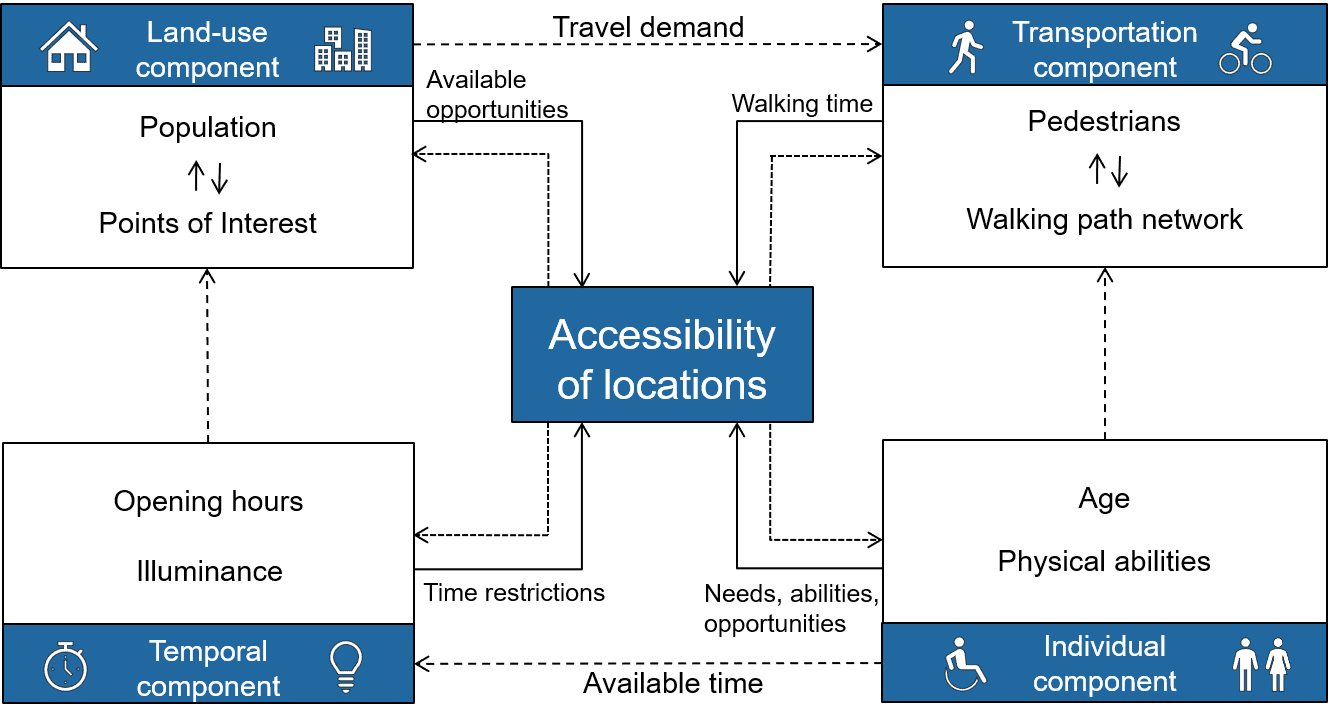 Land-use
component
Travel demand
Transportation
component
Available
opportunities
Walking time
Population
Points of Interest
Pedestrians
Walking path network
Accessibility
of locations
Opening hours
Illuminance
Age
Physical abilities
Time restrictions
Needs, abilities,
opportunities
Temporal
component
Available time
Individual
component